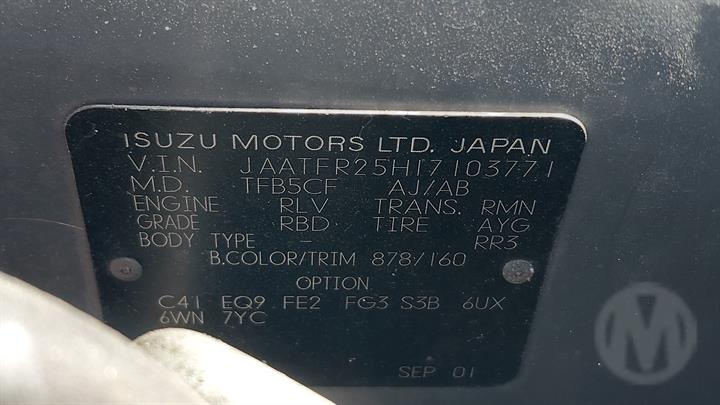 ISUZU MOTORS LTD. JAPAN
V.I.N. JAATFR25H17103771
M.D. TFB5CF AJ/AB
ENGINE RLV TRANS. RMN
GRADE RBD TIRE AYG
BODY TYPE - RR3
B.COLOR/TRIM 878/160
OPTION
C41 EQ9 FE2 FG3 S3B 6UX
6WN 7YC
SEP 01
M